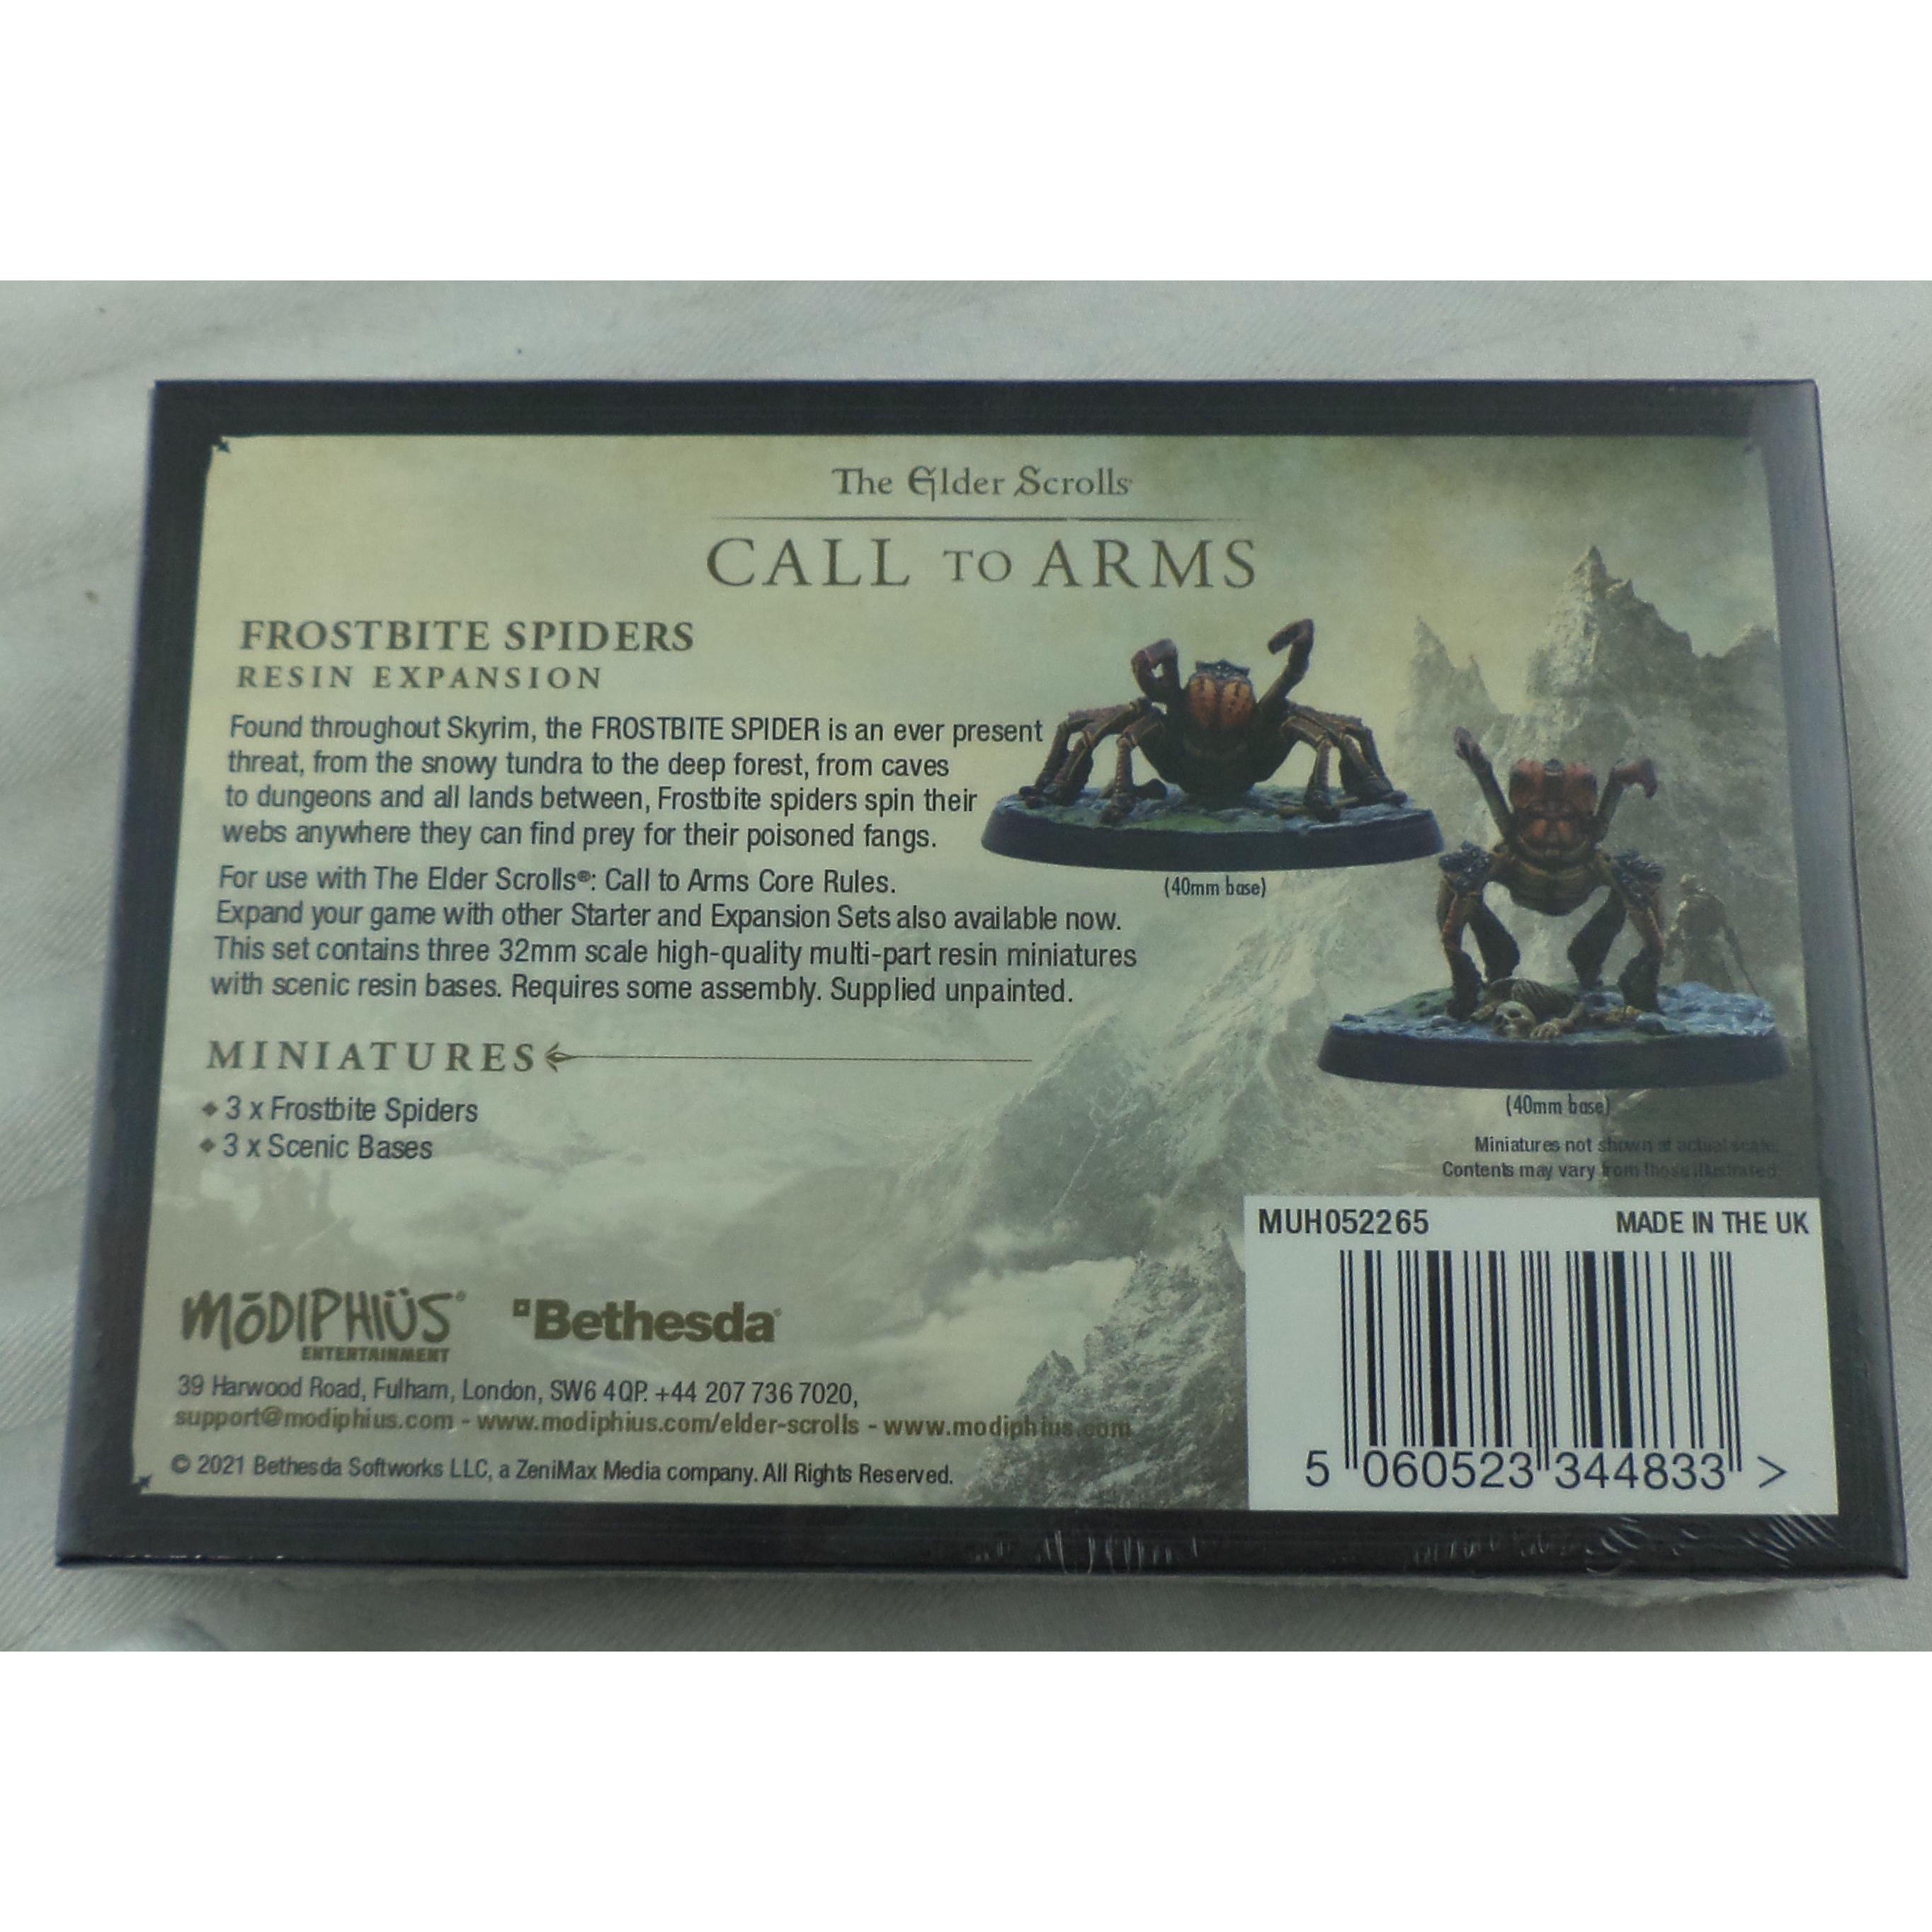 The Elder Scrolls
CALL TO ARMS
FROSTBITE SPIDERS
RESIN EXPANSION
Found throughout Skyrim, the FROSTBITE SPIDER is an ever present
threat, from the snowy tundra to the deep forest, from caves
to dungeons and all lands between, Frostbite spiders spin their
webs anywhere they can find prey for their poisoned fangs.
For use with The Elder Scrolls®: Call to Arms Core Rules.
Expand your game with other Starter and Expansion Sets also available now.
This set contains three 32mm scale high-quality multi-part resin miniatures
with scenic resin bases. Requires some assembly. Supplied unpainted.
(40mm base)
(40mm base)
Miniatures not shown at actual scale.
Contents may vary from those illustrated
MINIATURES
◆ 3 x Frostbite Spiders
◆ 3 x Scenic Bases
MŌDIPHIÜS®
ENTERTAINMENT
Bethesda®
39 Harwood Road, Fulham, London, SW6 4QP. +44 207 736 7020,
support@modiphius.com - www.modiphius.com/elder-scrolls - www.modiphius.com
© 2021 Bethesda Softworks LLC, a ZeniMax Media company. All Rights Reserved.
MUH052265 MADE IN THE UK
5 060523 344833 >